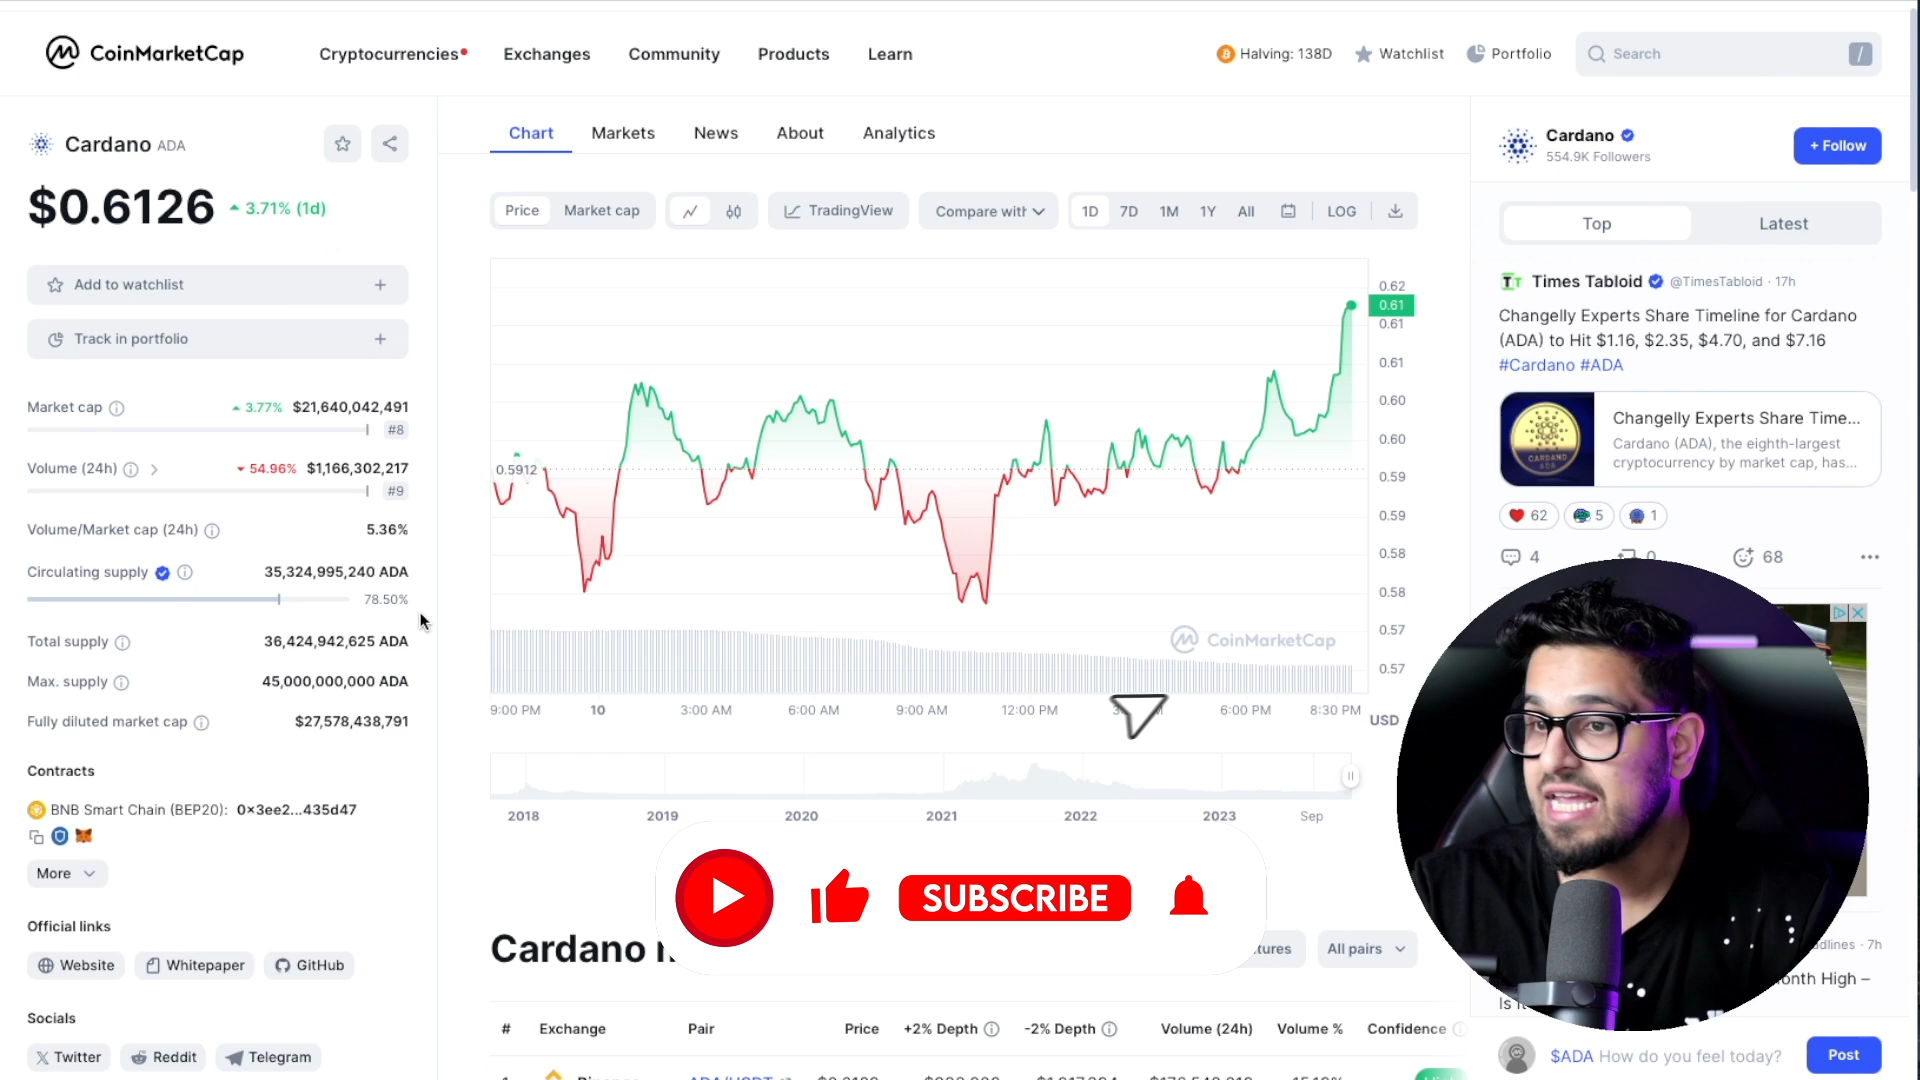 CoinMarketCap
Cryptocurrencies
Exchanges
Community
Products
Learn
Halving: 138D
Watchlist
Portfolio
Search
/
Cardano ADA
$0.6126
3.71% (1d)
Add to watchlist +
Track in portfolio +
Market cap 3.77% $21,640,042,491
#8
Volume (24h) 54.96% $1,166,302,217
#9
Volume/Market cap (24h) 5.36%
Circulating supply 35,324,995,240 ADA
78.50%
Total supply 36,424,942,625 ADA
Max. supply 45,000,000,000 ADA
Fully diluted market cap $27,578,438,791
Contracts
BNB Smart Chain (BEP20): 0x3ee2...435d47
More
Official links
Website
Whitepaper
GitHub
Socials
Twitter
Reddit
Telegram
Chart
Markets
News
About
Analytics
Price
Market cap
TradingView
Compare with
1D
7D
1M
1Y
All
LOG
0.62
0.61
0.61
0.61
0.60
0.60
0.59
0.59
0.58
0.58
0.57
0.57
0.5912
CoinMarketCap
9:00 PM
10
3:00 AM
6:00 AM
9:00 AM
12:00 PM
6:00 PM
8:30 PM
USD
2018
2019
2020
2021
2022
2023
Sep
SUBSCRIBE
Cardano
All pairs
#
Exchange
Pair
Price
+2% Depth
-2% Depth
Volume (24h)
Volume %
Confidence
Cardano
554.9K Followers
+ Follow
Top
Latest
Times Tabloid @TimesTabloid · 17h
Changelly Experts Share Timeline for Cardano
(ADA) to Hit $1.16, $2.35, $4.70, and $7.16
#Cardano #ADA
CARDANO
ADA
Changelly Experts Share Time...
Cardano (ADA), the eighth-largest
cryptocurrency by market cap, has...
62
5
1
4
0
68
· 7h
High –
$ADA How do you feel today?
Post